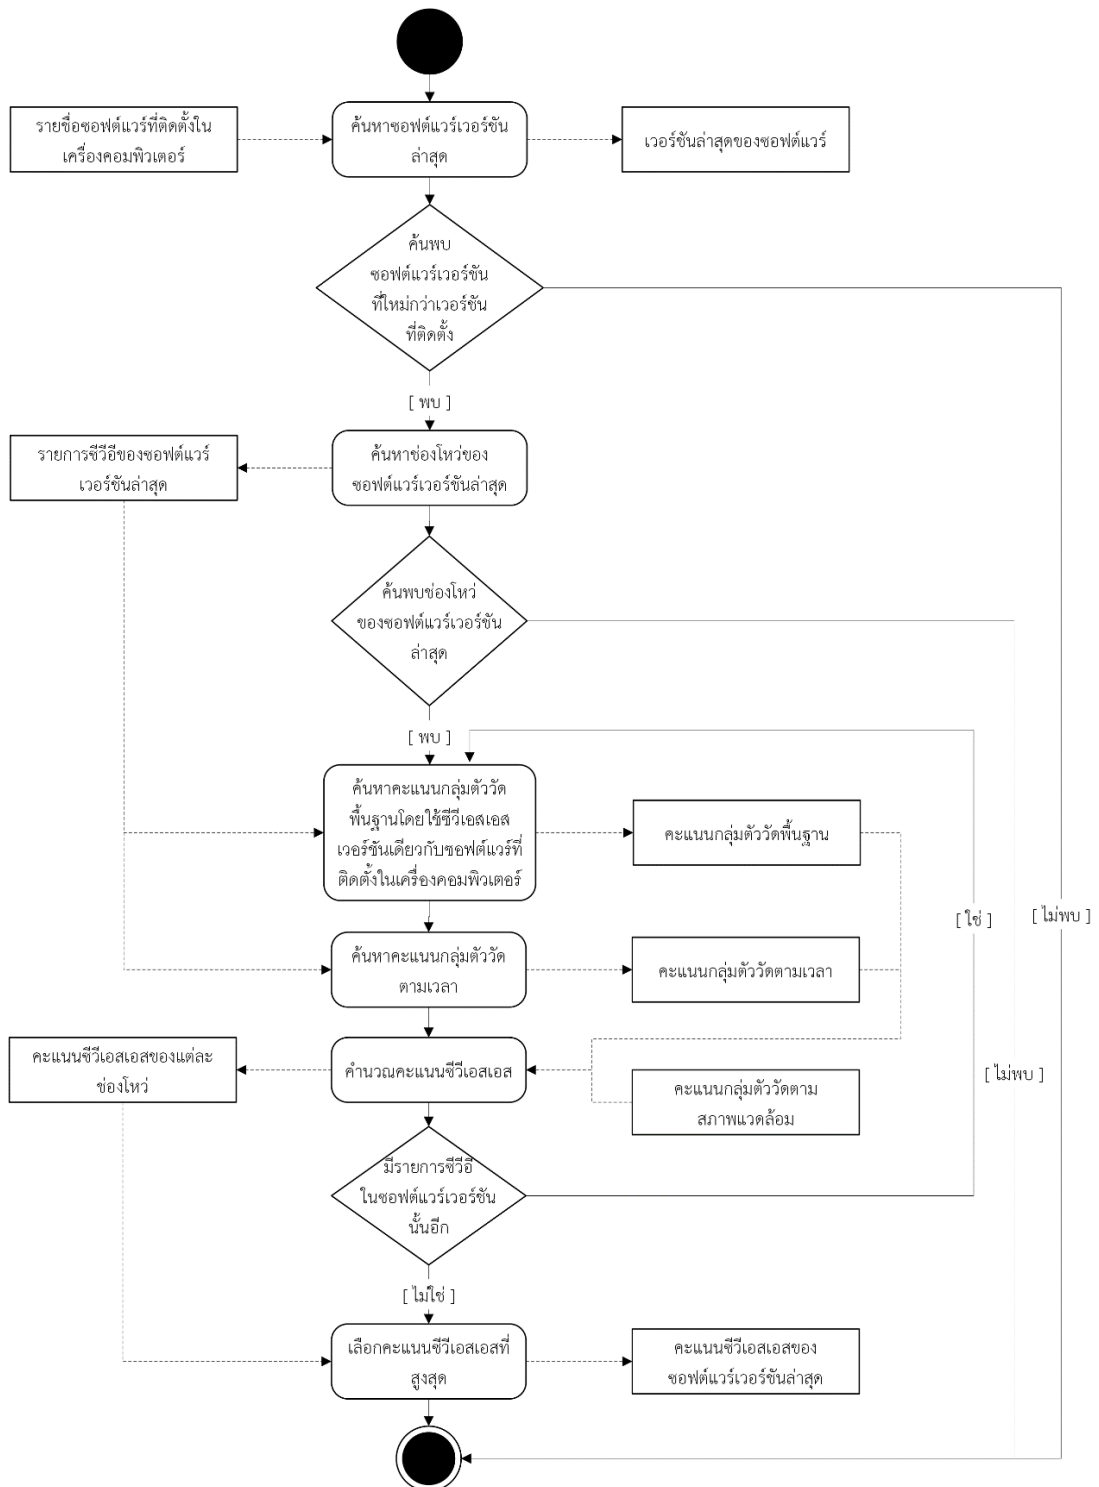 รายชื่อซอฟต์แวร์ที่ติดตั้งใน
เครื่องคอมพิวเตอร์
ค้นหาซอฟต์แวร์เวอร์ชัน
ล่าสุด
เวอร์ชันล่าสุดของซอฟต์แวร์
ค้นพบ
ซอฟต์แวร์เวอร์ชัน
ที่ใหม่กว่าเวอร์ชัน
ที่ติดตั้ง
[ พบ ]
รายการซีวีอีของซอฟต์แวร์
เวอร์ชันล่าสุด
ค้นหาช่องโหว่ของ
ซอฟต์แวร์เวอร์ชันล่าสุด
ค้นพบช่องโหว่
ของซอฟต์แวร์เวอร์ชัน
ล่าสุด
[ พบ ]
ค้นหาคะแนนกลุ่มตัววัด
พื้นฐานโดยใช้ซีวีเอสเอส
เวอร์ชันเดียวกับซอฟต์แวร์ที่
ติดตั้งในเครื่องคอมพิวเตอร์
คะแนนกลุ่มตัววัดพื้นฐาน
[ ใช่ ]
[ ไม่พบ ]
ค้นหาคะแนนกลุ่มตัววัด
ตามเวลา
คะแนนกลุ่มตัววัดตามเวลา
คะแนนซีวีเอสเอสของแต่ละ
ช่องโหว่
คำนวณคะแนนซีวีเอสเอส
[ ไม่พบ ]
คะแนนกลุ่มตัววัดตาม
สภาพแวดล้อม
มีรายการซีวีอี
ในซอฟต์แวร์เวอร์ชัน
นั้นอีก
[ ไม่ใช่ ]
เลือกคะแนนซีวีเอสเอสที่
สูงสุด
คะแนนซีวีเอสเอสของ
ซอฟต์แวร์เวอร์ชันล่าสุด